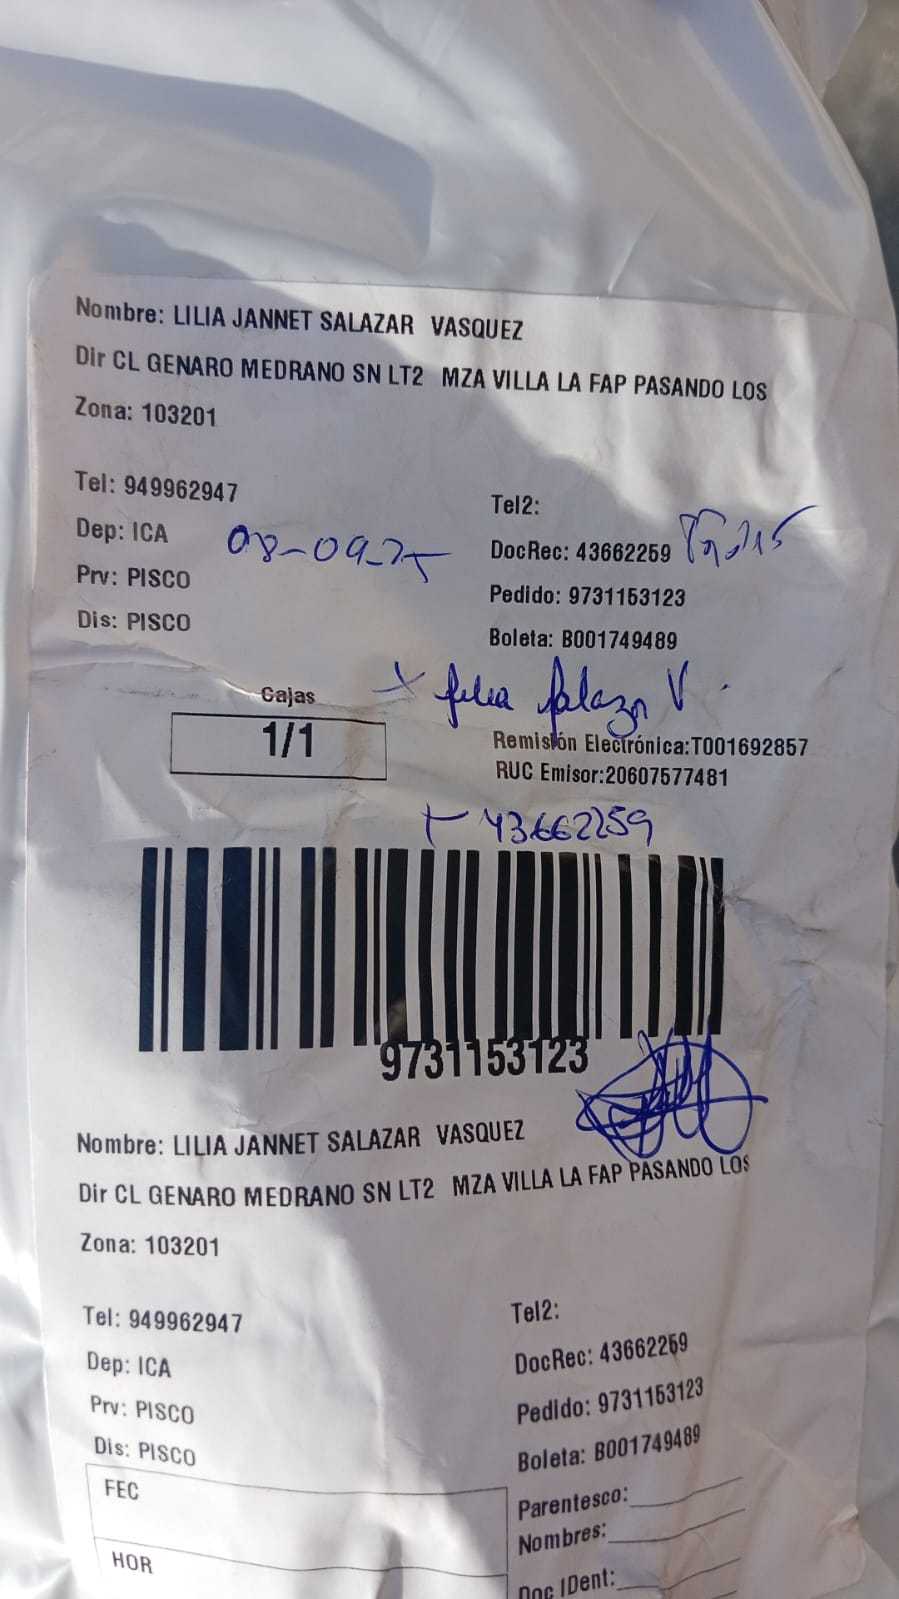 Nombre: LILIA JANNET SALAZAR VASQUEZ
Dir CL GENARO MEDRANO SN LT2 MZA VILLA LA FAP PASANDO LOS
Zona: 103201
Tel: 949962947
Tel2:
Dep: ICA
08-09-25
DocRec: 43662259
Prv: PISCO
Pedido: 9731153123
Dis: PISCO
Boleta: B001749489
Cajas
x Lilia Salazar V
1/1
Remisión Electrónica:T001692857
RUC Emisor:20607577481
43662259
9731153123
Nombre: LILIA JANNET SALAZAR VASQUEZ
Dir CL GENARO MEDRANO SN LT2 MZA VILLA LA FAP PASANDO LOS
Zona: 103201
Tel: 949962947
Tel2:
Dep: ICA
DocRec: 43662259
Prv: PISCO
Pedido: 9731153123
Dis: PISCO
Boleta: B001749489
FEC
Parentesco:
Nombres:
HOR
Doc IDent: